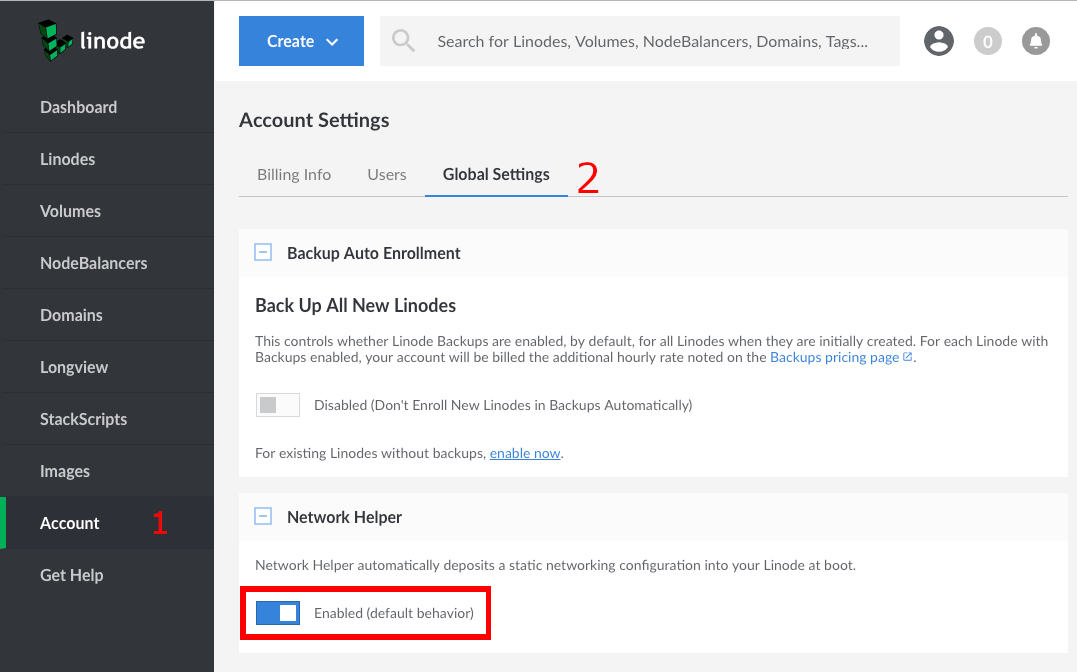 linode
Create
Search for Linodes, Volumes, NodeBalancers, Domains, Tags...
0
Dashboard
Linodes
Volumes
NodeBalancers
Domains
Longview
StackScripts
Images
Account 1
Get Help
Account Settings
Billing Info Users Global Settings 2
Backup Auto Enrollment
Back Up All New Linodes
This controls whether Linode Backups are enabled, by default, for all Linodes when they are initially created. For each Linode with
Backups enabled, your account will be billed the additional hourly rate noted on the Backups pricing page.
Disabled (Don't Enroll New Linodes in Backups Automatically)
For existing Linodes without backups, enable now.
Network Helper
Network Helper automatically deposits a static networking configuration into your Linode at boot.
Enabled (default behavior)